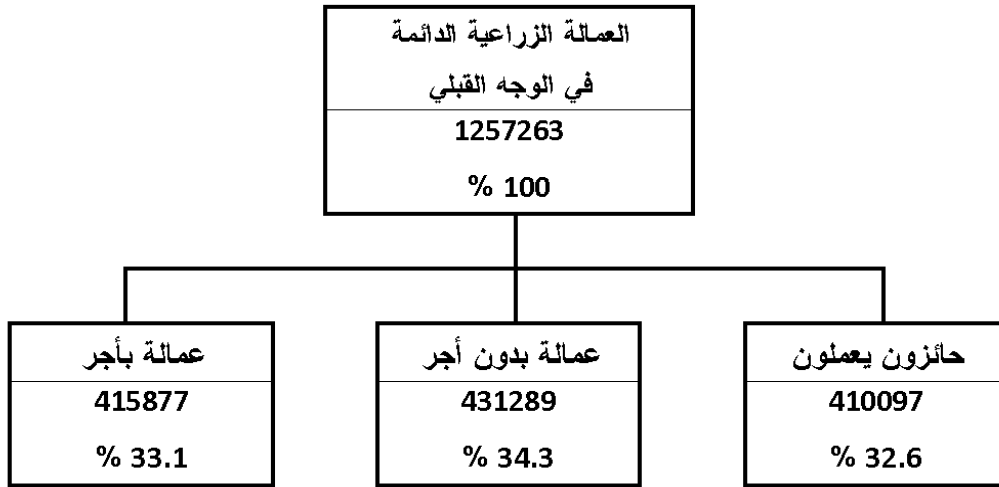 العمالة الزراعية الدائمة
في الوجه القبلي
1257263
% 100
حائزون يعملون
410097
% 32.6
عمالة بدون أجر
431289
% 34.3
عمالة بأجر
415877
% 33.1